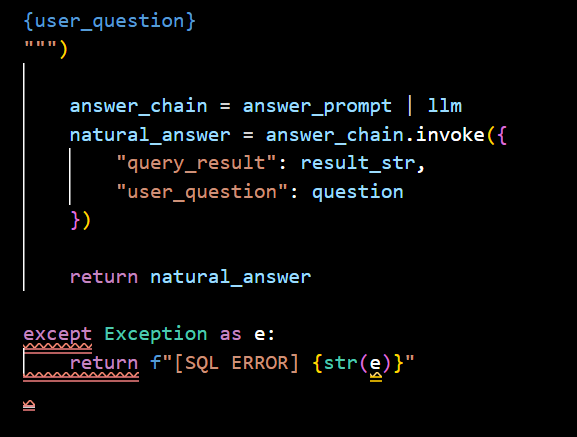 {user_question}
""")
answer_chain = answer_prompt | llm
natural_answer = answer_chain.invoke({
"query_result": result_str,
"user_question": question
})
return natural_answer
except Exception as e:
return f"[SQL ERROR] {str(e)}"